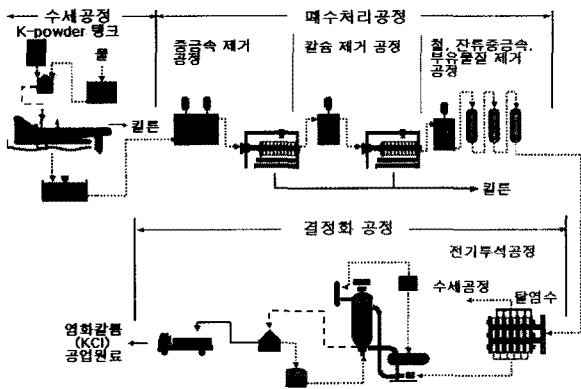 수세공정
폐수처리공정
K-powder 탱크
물
킬른
중금속 제거
공정
칼슘 제거 공정
철, 잔류중금속,
부유물질 제거
공정
킬른
결정화 공정
전기투석공정
수세공정
탈염수
염화칼륨
(KCl)
공업원료